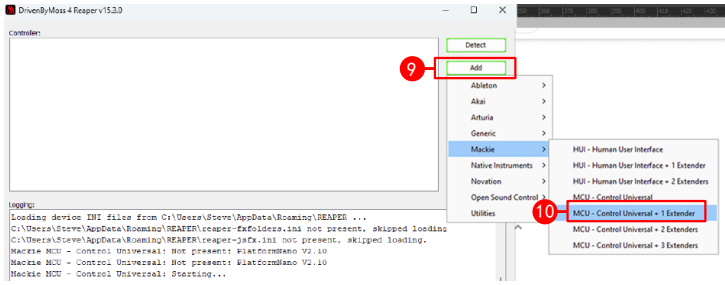 DrivenByMoss 4 Reaper v15.3.0
Controller:
Detect
9
Add
Ableton
Akai
Arturia
Generic
Mackie
Native Instruments
Novation
Open Sound Control
Utilities
HUI - Human User Interface
HUI - Human User Interface + 1 Extender
HUI - Human User Interface + 2 Extenders
MCU - Control Universal
10
MCU - Control Universal + 1 Extender
MCU - Control Universal + 2 Extenders
MCU - Control Universal + 3 Extenders
Logging:
Loading device INI files from C:\Users\Steve\AppData\Roaming\REAPER ...
C:\Users\Steve\AppData\Roaming\REAPER\reaper-fxfolders.ini not present, skipped loading
C:\Users\Steve\AppData\Roaming\REAPER\reaper-jsfx.ini not present, skipped loading.
Mackie MCU - Control Universal: Not present: PlatformNano V2.10
Mackie MCU - Control Universal: Not present: PlatformNano V2.10
Mackie MCU - Control Universal: Starting...